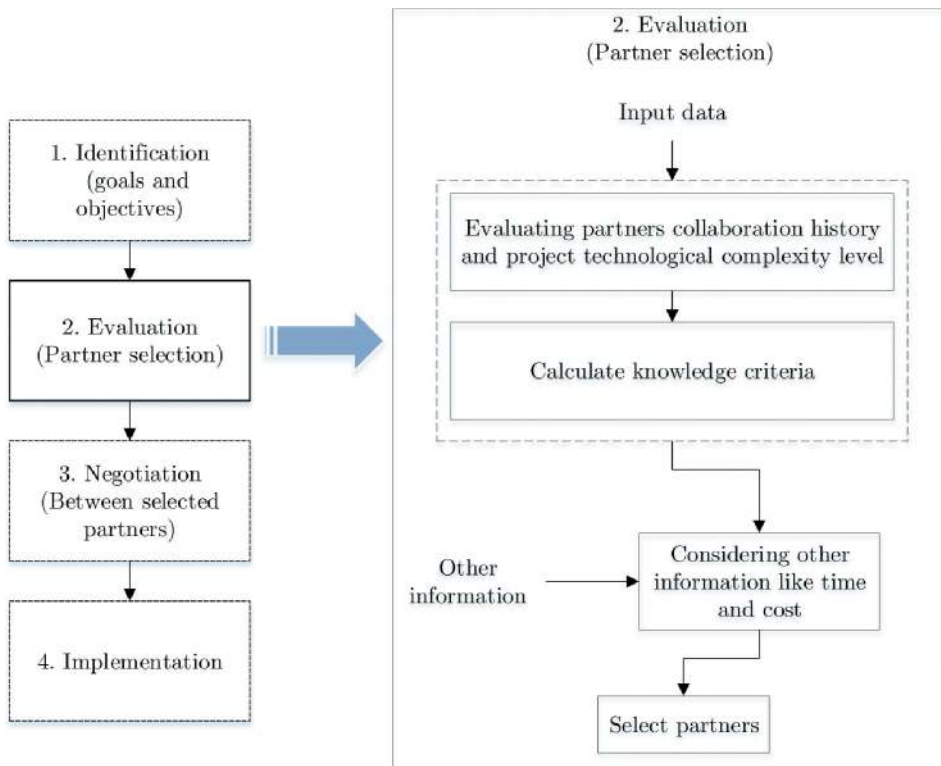 1. Identification
(goals and
objectives)
2. Evaluation
(Partner selection)
3. Negotiation
(Between selected
partners)
4. Implementation
2. Evaluation
(Partner selection)
Input data
Evaluating partners collaboration history
and project technological complexity level
Calculate knowledge criteria
Other
information
Considering other
information like time
and cost
Select partners